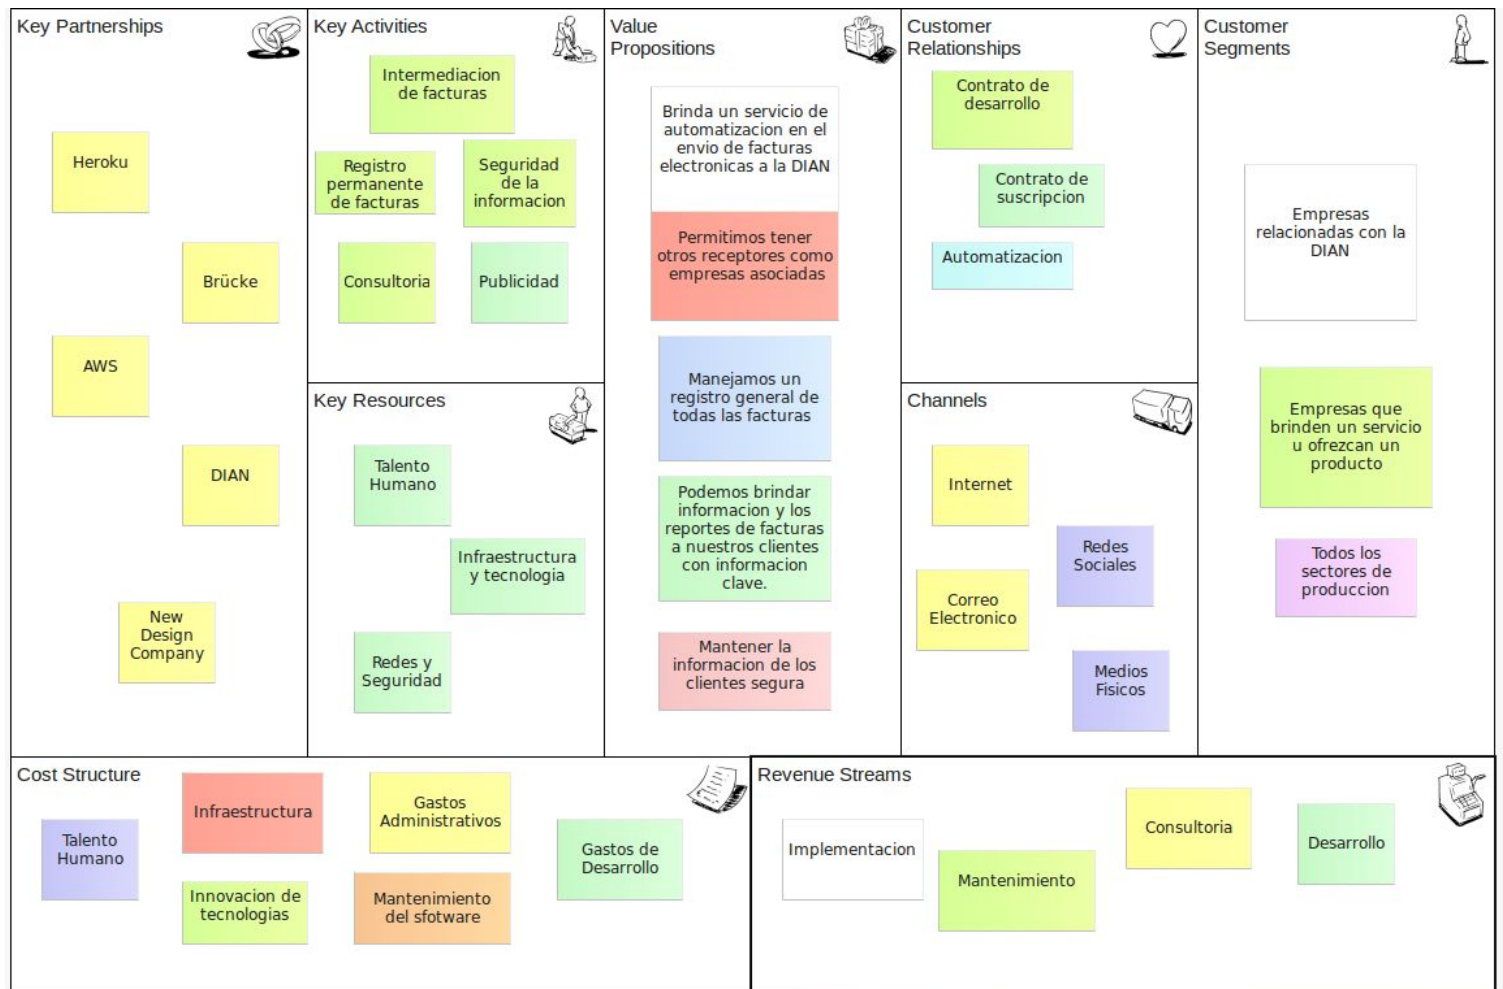 Key Partnerships
Heroku
Brücke
AWS
DIAN
New
Design
Company
Key Activities
Intermediacion
de facturas
Registro
permanente
de facturas
Seguridad
de la
informacion
Consultoria
Publicidad
Key Resources
Talento
Humano
Infraestructura
y tecnologia
Redes y
Seguridad
Value
Propositions
Brinda un servicio de
automatizacion en el
envio de facturas
electronicas a la DIAN
Permitimos tener
otros receptores como
empresas asociadas
Manejamos un
registro general de
todas las facturas
Podemos brindar
informacion y los
reportes de facturas
a nuestros clientes
con informacion
clave.
Mantener la
informacion de los
clientes segura
Customer
Relationships
Contrato de
desarrollo
Contrato de
suscripcion
Automatizacion
Channels
Internet
Redes
Sociales
Correo
Electronico
Medios
Fisicos
Customer
Segments
Empresas
relacionadas con la
DIAN
Empresas que
brinden un servicio
u ofrezcan un
producto
Todos los
sectores de
produccion
Cost Structure
Talento
Humano
Infraestructura
Gastos
Administrativos
Gastos de
Desarrollo
Innovacion de
tecnologias
Mantenimiento
del sfotware
Revenue Streams
Implementacion
Mantenimiento
Consultoria
Desarrollo